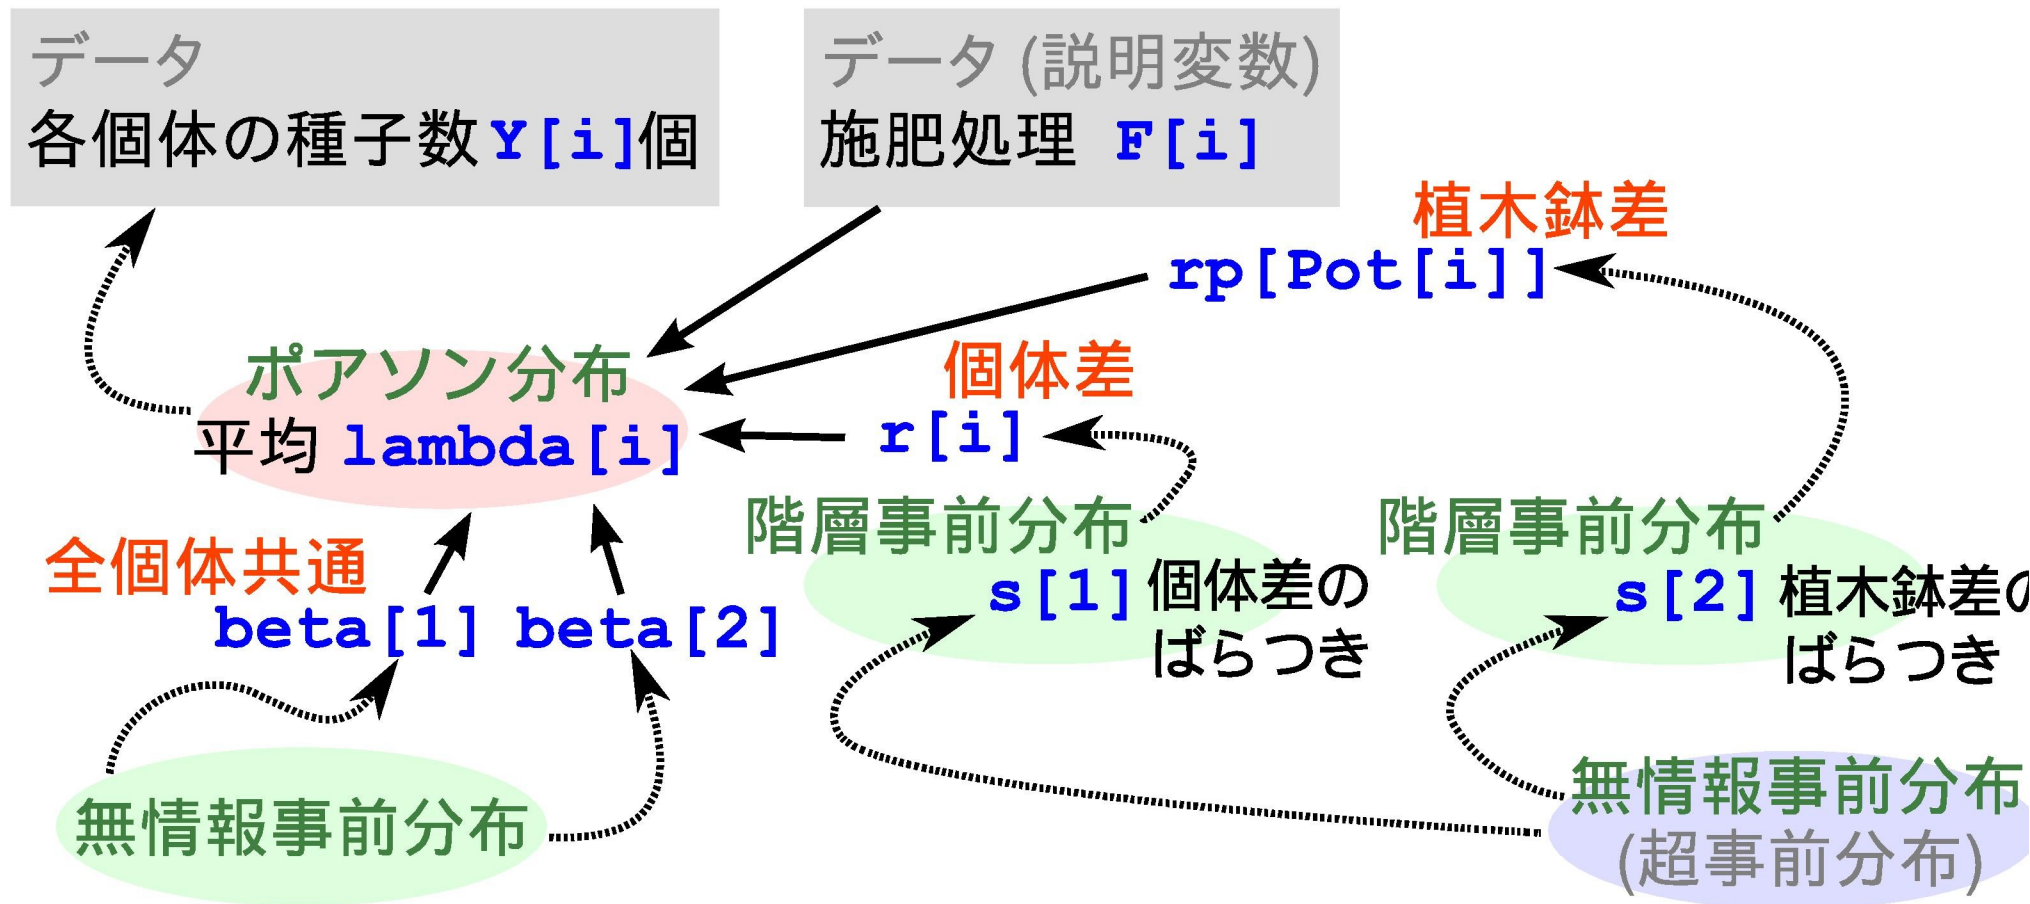 データ
各個体の種子数 Y[i]個
データ (説明変数)
施肥処理 F[i]
植木鉢差
rp[Pot[i]]
ポアソン分布
平均 lambda[i]
個体差
r[i]
全個体共通
beta[1] beta[2]
階層事前分布
s[1] 個体差の
ばらつき
階層事前分布
s[2] 植木鉢差の
ばらつき
無情報事前分布
無情報事前分布
(超事前分布)